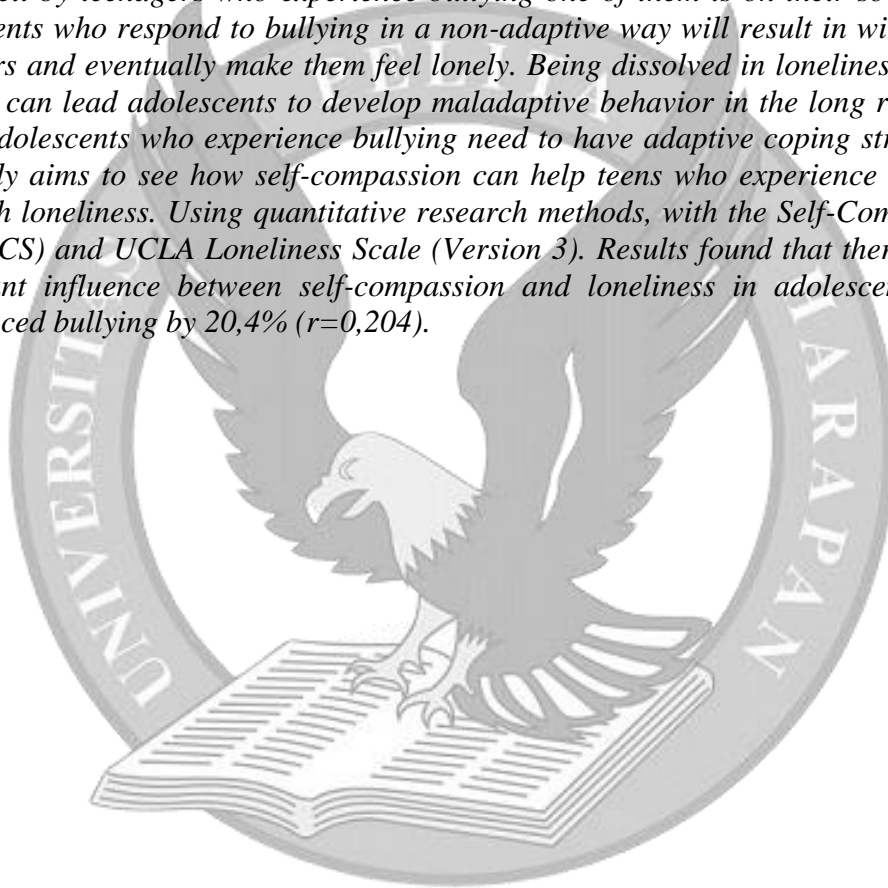 by teenagers who experience bullying one of them is on their
ents who respond to bullying in a non-adaptive way will result in wi
rs and eventually make them feel lonely. Being dissolved in lonelines
can lead adolescents to develop maladaptive behavior in the long r
dolescents who experience bullying need to have adaptive coping str
ly aims to see how self-compassion can help teens who experience
h loneliness. Using quantitative research methods, with the Self-Com
CS) and UCLA Loneliness Scale (Version 3). Results found that ther
nt influence between self-compassion and loneliness in adolescen
ced bullying by 20,4% (r=0,204).
UNIVERSITAS
PELITA
HARAPAN